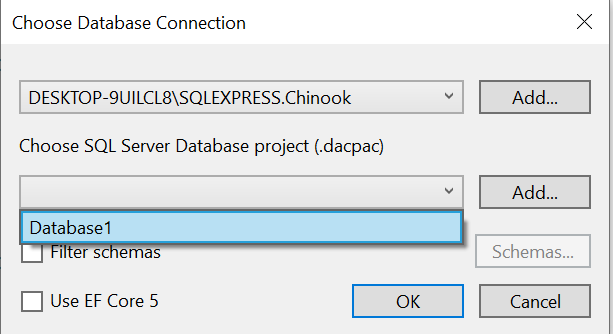 Choose Database Connection
DESKTOP-9UILCL8\SQLEXPRESS.Chinook
Add...
Choose SQL Server Database project (.dacpac)
Add...
Database1
Filter schemas
Schemas...
Use EF Core 5
OK
Cancel